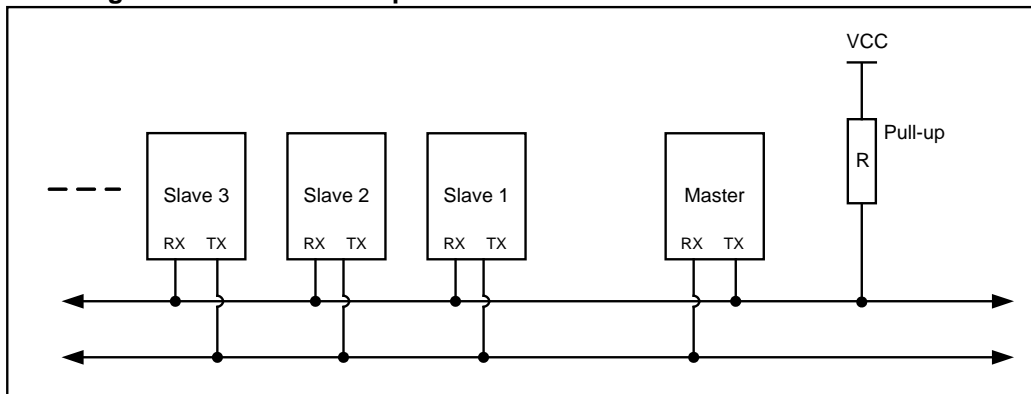 VCC
Pull-up
R
Slave 3
Slave 2
Slave 1
Master
RX TX
RX TX
RX TX
RX TX